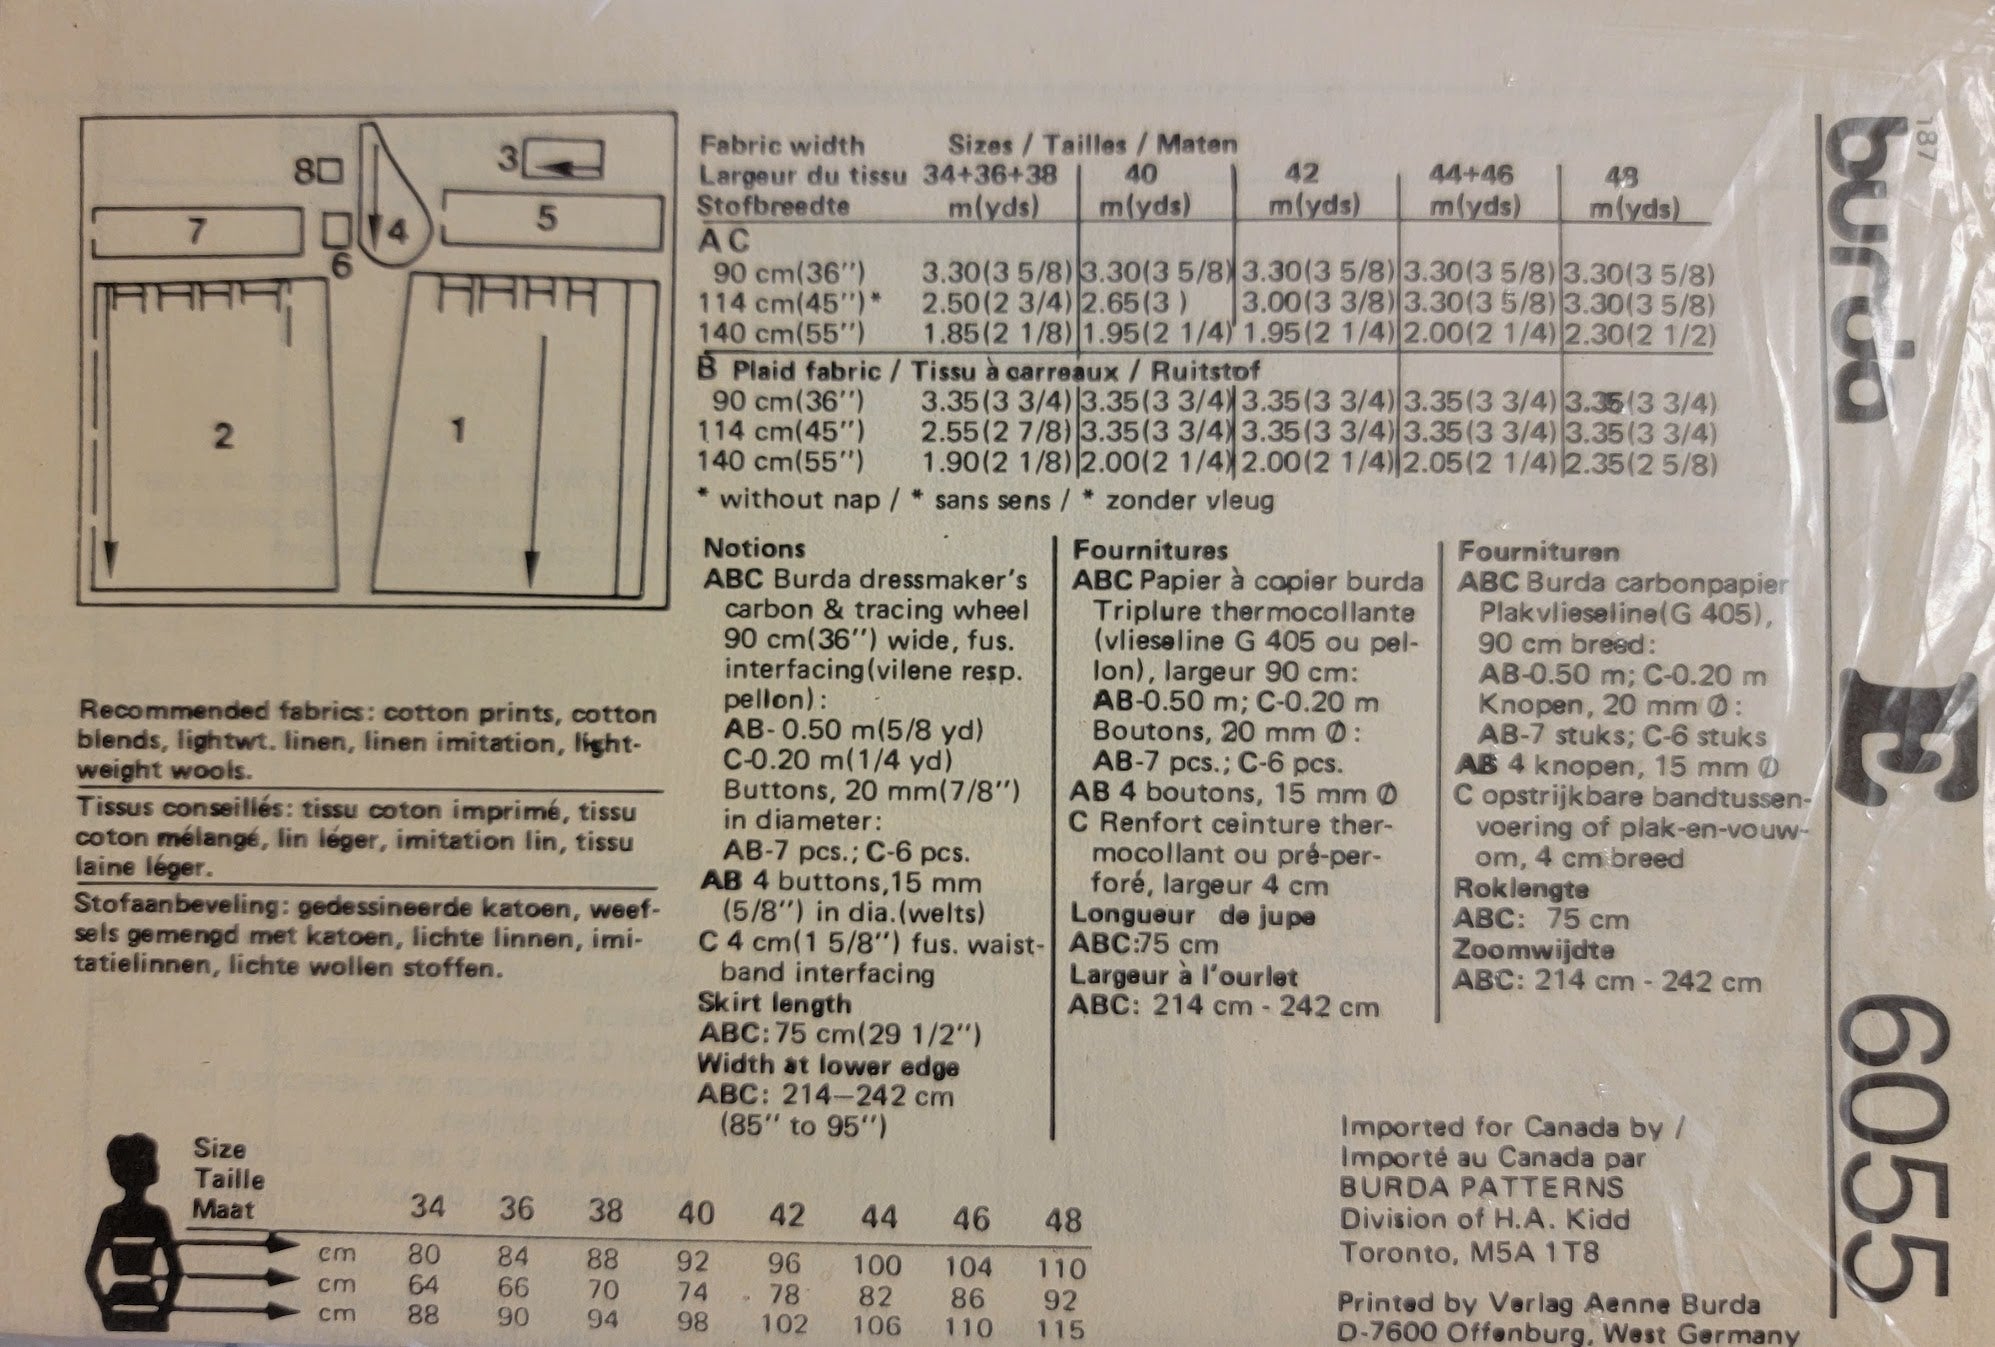 8
3
7
6
4
5
2
1
Fabric width Sizes / Tailles / Maten
Largeur du tissu 34+36+38 40 42 44+46 48
Stofbreedte m(yds) m(yds) m(yds) m(yds) m(yds)
A C
90 cm(36'') 3.30(3 5/8) 3.30(3 5/8) 3.30(3 5/8) 3.30(3 5/8) 3.30(3 5/8)
114 cm(45'')* 2.50(2 3/4) 2.65(3 ) 3.00(3 3/8) 3.30(3 5/8) 3.30(3 5/8)
140 cm(55'') 1.85(2 1/8) 1.95(2 1/4) 1.95(2 1/4) 2.00(2 1/4) 2.30(2 1/2)
B Plaid fabric / Tissu à carreaux / Ruitstof
90 cm(36'') 3.35(3 3/4) 3.35(3 3/4) 3.35(3 3/4) 3.35(3 3/4) 3.35(3 3/4)
114 cm(45'') 2.55(2 7/8) 3.35(3 3/4) 3.35(3 3/4) 3.35(3 3/4) 3.35(3 3/4)
140 cm(55'') 1.90(2 1/8) 2.00(2 1/4) 2.00(2 1/4) 2.05(2 1/4) 2.35(2 5/8)
* without nap / * sans sens / * zonder vleug
Notions
ABC Burda dressmaker's
carbon & tracing wheel
90 cm(36'') wide, fus.
interfacing(vilene resp.
pellon):
AB- 0.50 m(5/8 yd)
C-0.20 m(1/4 yd)
Buttons, 20 mm(7/8'')
in diameter:
AB-7 pcs.; C-6 pcs.
AB 4 buttons,15 mm
(5/8'') in dia.(welts)
C 4 cm(1 5/8'') fus. waist-
band interfacing
Skirt length
ABC: 75 cm(29 1/2'')
Width at lower edge
ABC: 214–242 cm
(85'' to 95'')
Fournitures
ABC Papier à copier burda
Triplure thermocollante
(vlieseline G 405 ou pel-
lon), largeur 90 cm:
AB-0.50 m; C-0.20 m
Boutons, 20 mm Ø:
AB-7 pcs.; C-6 pcs.
AB 4 boutons, 15 mm Ø
C Renfort ceinture ther-
mocollant ou pré-per-
foré, largeur 4 cm
Longueur de jupe
ABC:75 cm
Largeur à l'ourlet
ABC: 214 cm - 242 cm
Fournituren
ABC Burda carbonpapier
Plakvlieseline(G 405),
90 cm breed:
AB-0.50 m; C-0.20 m
Knopen, 20 mm Ø:
AB-7 stuks; C-6 stuks
AB 4 knopen, 15 mm Ø
C opstrijkbare bandtussen-
voering of plak-en-vouw-
om, 4 cm breed
Roklengte
ABC: 75 cm
Zoomwijdte
ABC: 214 cm - 242 cm
Recommended fabrics: cotton prints, cotton
blends, lightwt. linen, linen imitation, light-
weight wools.
Tissus conseillés: tissu coton imprimé, tissu
coton mélangé, lin léger, imitation lin, tissu
laine léger.
Stofaanbeveling: gedessineerde katoen, weef-
sels gemengd met katoen, lichte linnen, imi-
tatielinnen, lichte wollen stoffen.
Size
Taille
Maat 34 36 38 40 42 44 46 48
cm 80 84 88 92 96 100 104 110
cm 64 66 70 74 78 82 86 92
cm 88 90 94 98 102 106 110 115
Imported for Canada by /
Importé au Canada par
BURDA PATTERNS
Division of H.A. Kidd
Toronto, M5A 1T8
Printed by Verlag Aenne Burda
D-7600 Offenburg, West Germany
187
burda
E
6055